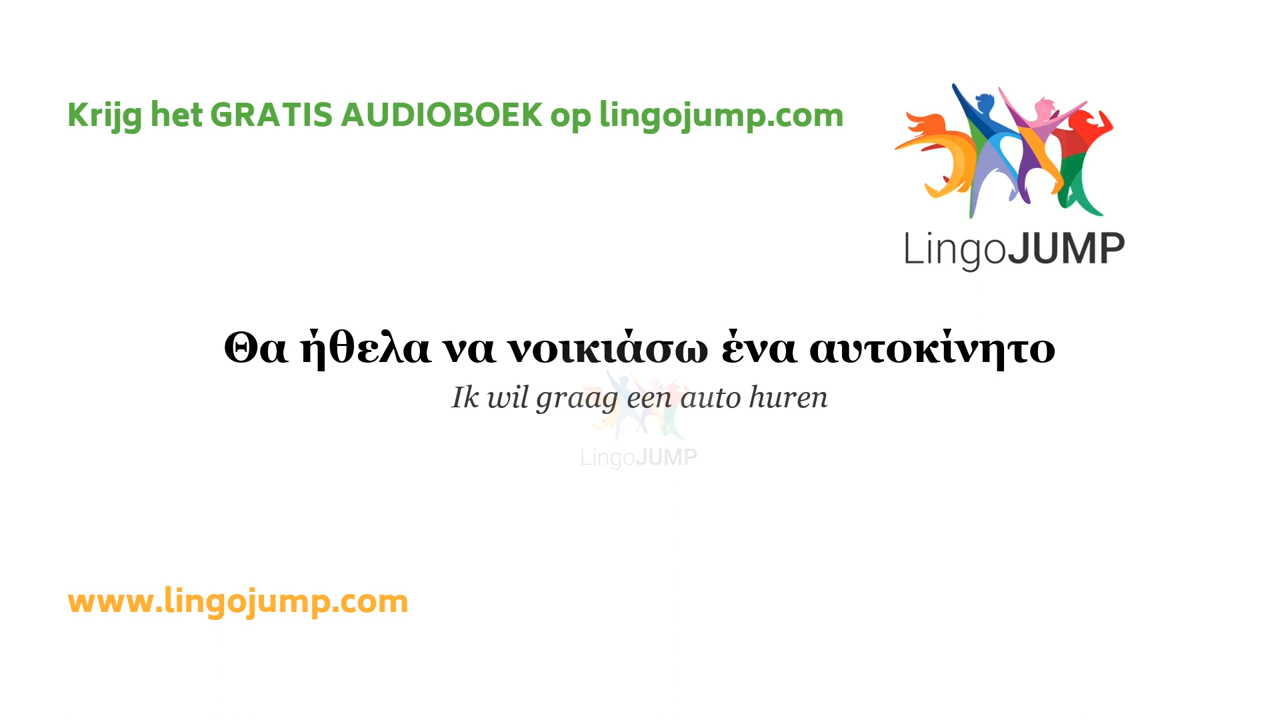 Krijg het GRATIS AUDIOBOEK op lingojump.com
LingoJUMP
Θα ήθελα να νοικιάσω ένα αυτοκίνητο
Ik wil graag een auto huren
LingoJUMP
www.lingojump.com